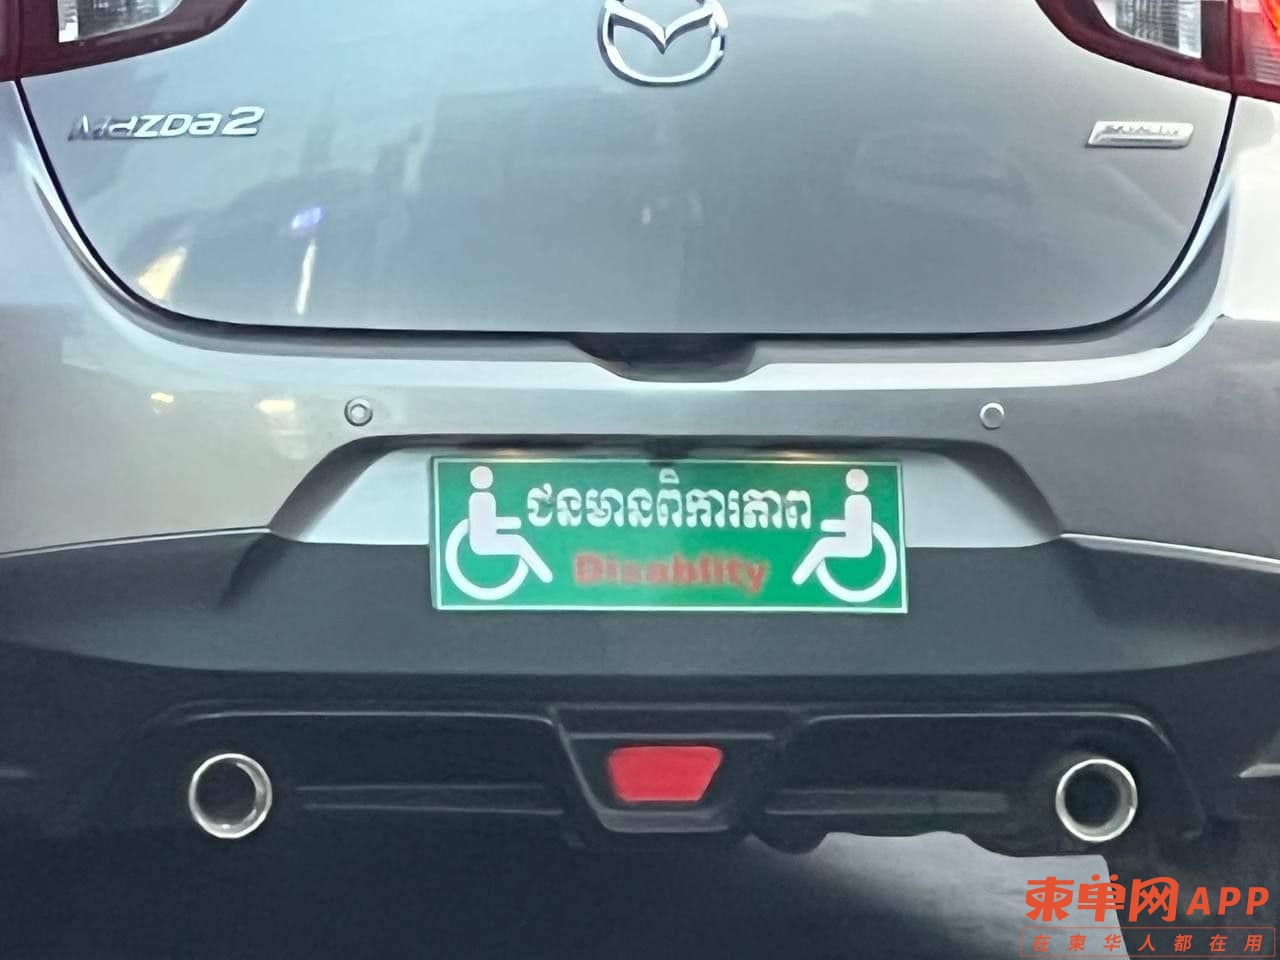 mazda2
ជនមានពិការភាព
Disablity
柬单网APP
在柬华人都在用